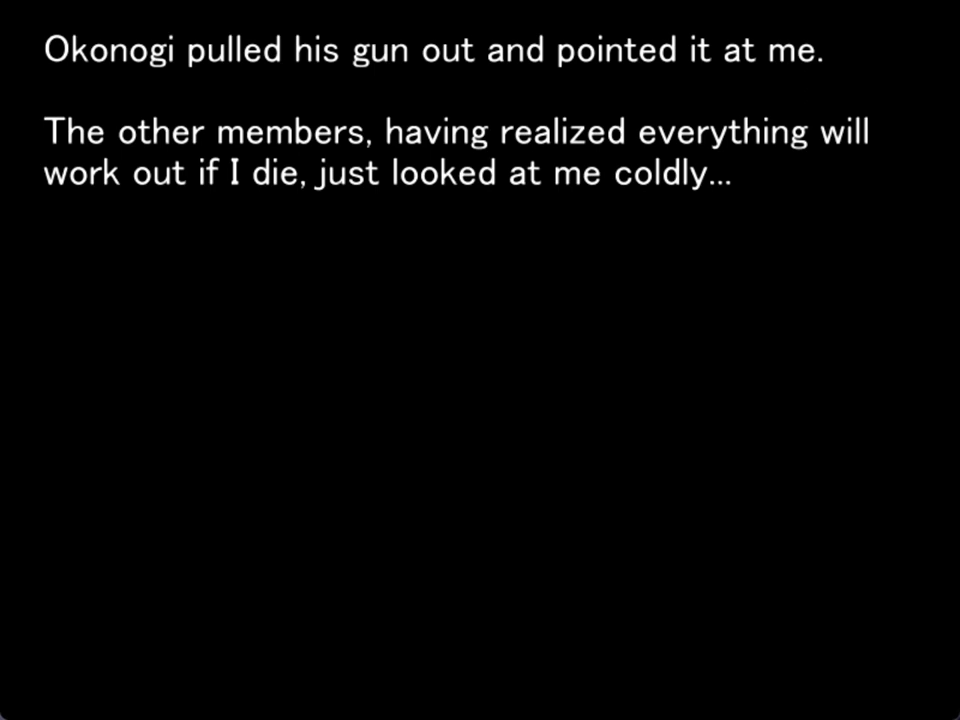 Okonogi pulled his gun out and pointed it at me.
The other members, having realized everything will
work out if I die, just looked at me coldly...